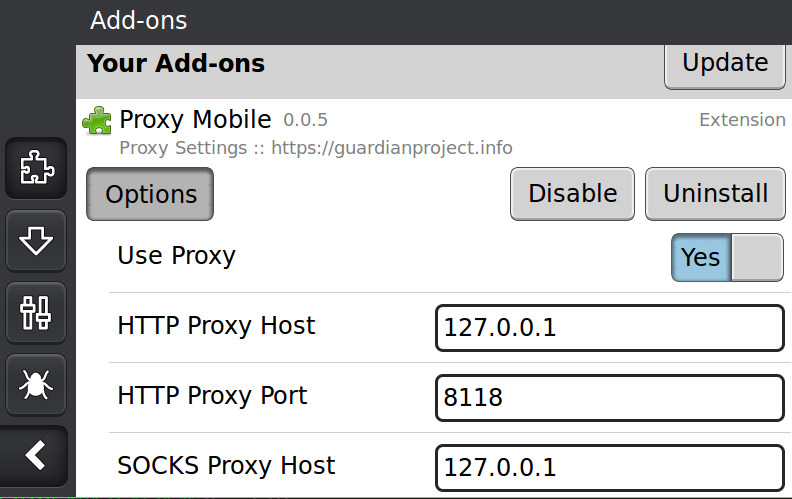 Add-ons
Your Add-ons Update
Proxy Mobile 0.0.5 Extension
Proxy Settings :: https://guardianproject.info
Options Disable Uninstall
Use Proxy Yes
HTTP Proxy Host 127.0.0.1
HTTP Proxy Port 8118
SOCKS Proxy Host 127.0.0.1